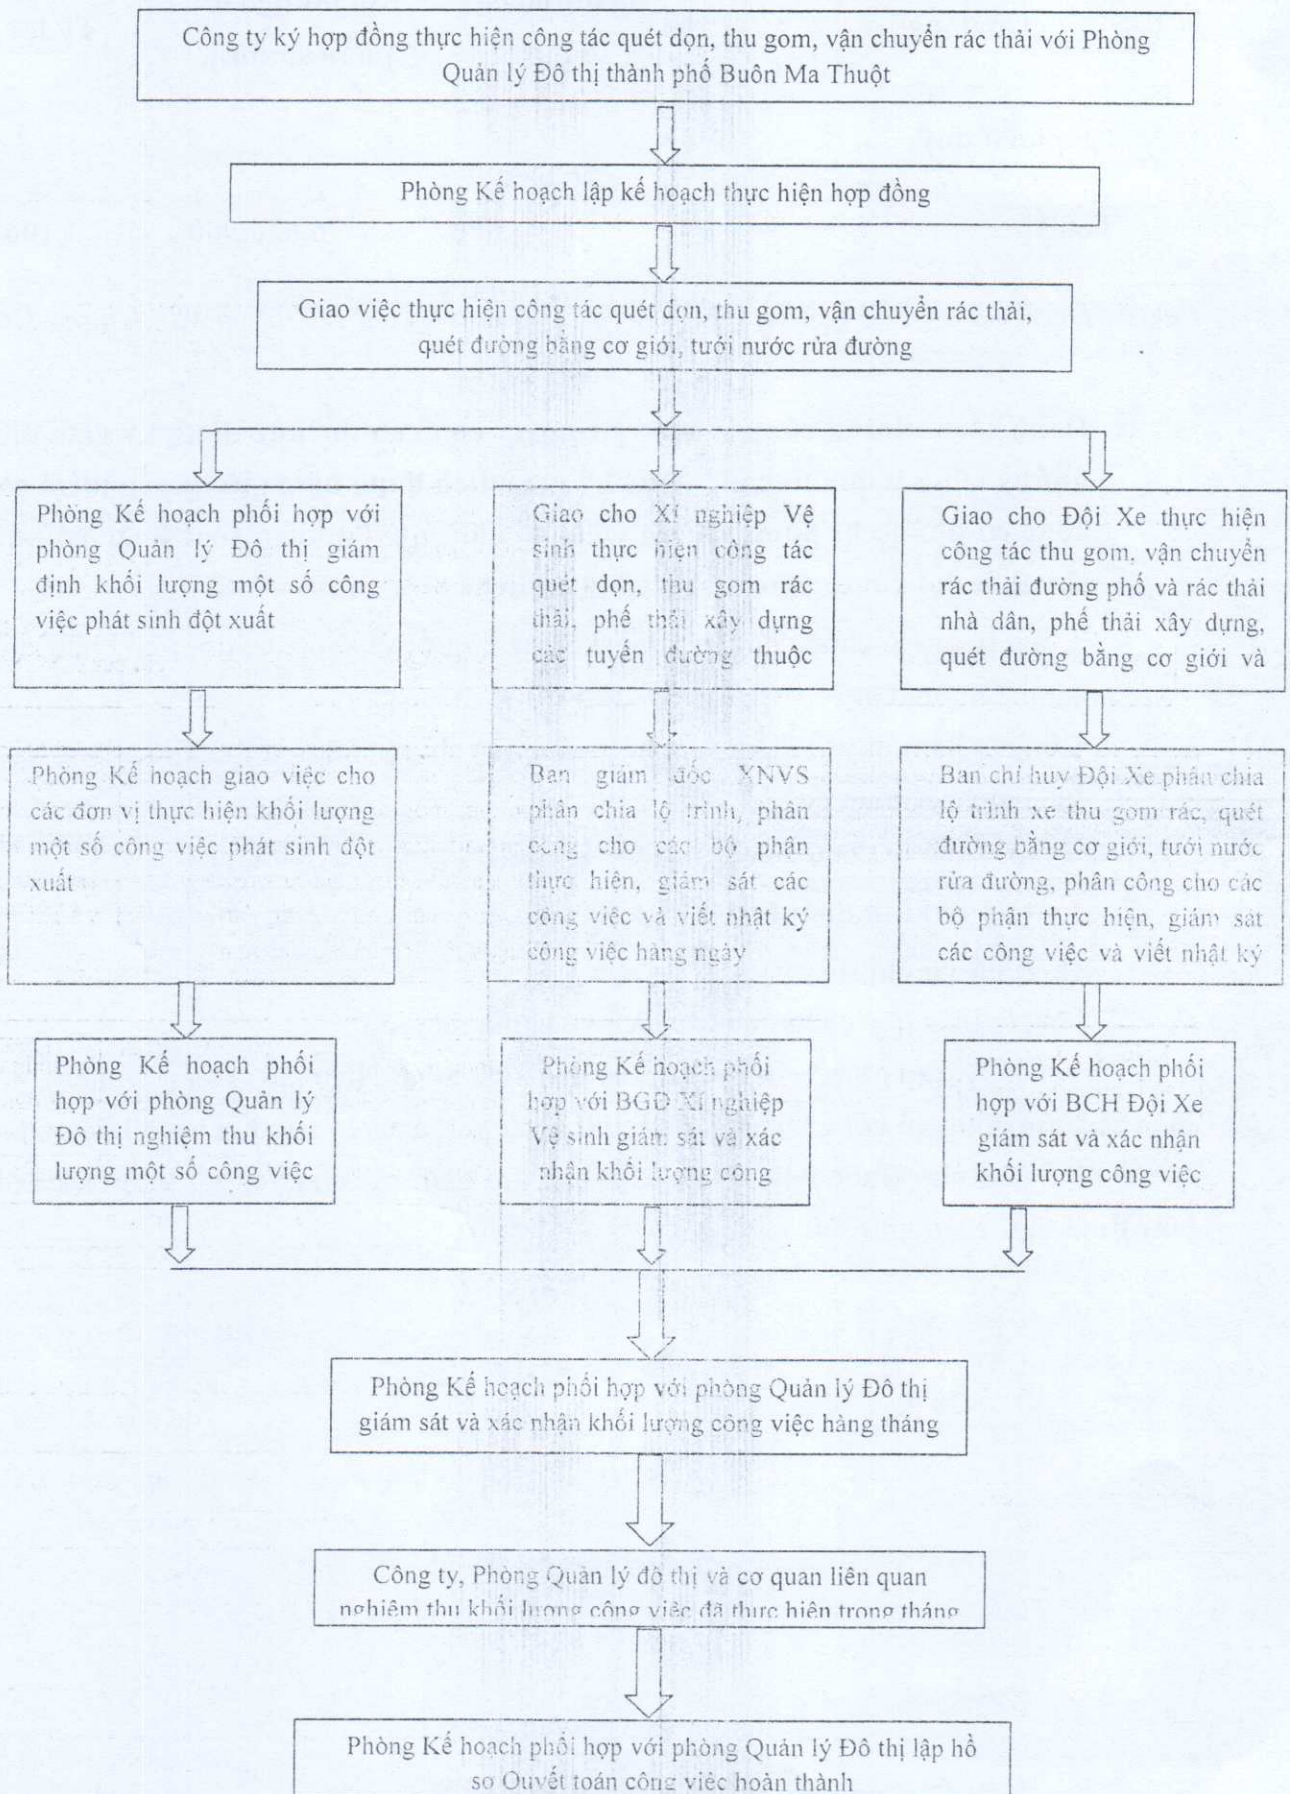 Công ty ký hợp đồng thực hiện công tác quét dọn, thu gom, vận chuyển rác thải với Phòng
Quản lý Đô thị thành phố Buôn Ma Thuột
Phòng Kế hoạch lập kế hoạch thực hiện hợp đồng
Giao việc thực hiện công tác quét dọn, thu gom, vận chuyển rác thải,
quét đường bằng cơ giới, tưới nước rửa đường
Phòng Kế hoạch phối hợp với
phòng Quản lý Đô thị giám
định khối lượng một số công
việc phát sinh đột xuất
Giao cho Xí nghiệp Vệ
sinh thực hiện công tác
quét dọn, thu gom rác
thải, phế thải xây dựng
các tuyến đường thuộc
Giao cho Đội Xe thực hiện
công tác thu gom, vận chuyển
rác thải đường phố và rác thải
nhà dân, phế thải xây dựng,
quét đường bằng cơ giới và
Phòng Kế hoạch giao việc cho
các đơn vị thực hiện khối lượng
một số công việc phát sinh đột
xuất
Ban giám đốc XNVS
phân chia lộ trình, phân
công cho các bộ phận
thực hiện, giám sát các
công việc và viết nhật ký
công việc hàng ngày
Ban chỉ huy Đội Xe phân chia
lộ trình xe thu gom rác, quét
đường bằng cơ giới, tưới nước
rửa đường, phân công cho các
bộ phận thực hiện, giám sát
các công việc và viết nhật ký
Phòng Kế hoạch phối
hợp với phòng Quản lý
Đô thị nghiệm thu khối
lượng một số công việc
Phòng Kế hoạch phối
hợp với BGĐ Xí nghiệp
Vệ sinh giám sát và xác
nhận khối lượng công
Phòng Kế hoạch phối
hợp với BCH Đội Xe
giám sát và xác nhận
khối lượng công việc
Phòng Kế hoạch phối hợp với phòng Quản lý Đô thị
giám sát và xác nhận khối lượng công việc hàng tháng
Công ty, Phòng Quản lý đô thị và cơ quan liên quan
nghiệm thu khối lượng công việc đã thực hiện trong tháng
Phòng Kế hoạch phối hợp với phòng Quản lý Đô thị lập hồ
sơ Quyết toán công việc hoàn thành